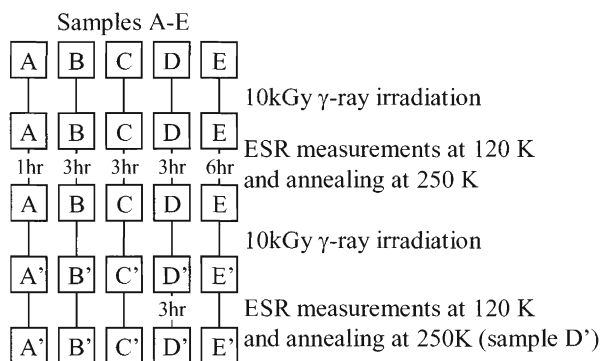 Samples A-E
A B C D E
10kGy γ-ray irradiation
A B C D E
ESR measurements at 120 K
1hr 3hr 3hr 3hr 6hr
and annealing at 250 K
A B C D E
10kGy γ-ray irradiation
A' B' C' D' E'
3hr
ESR measurements at 120 K
and annealing at 250K (sample D')
A' B' C' D' E'